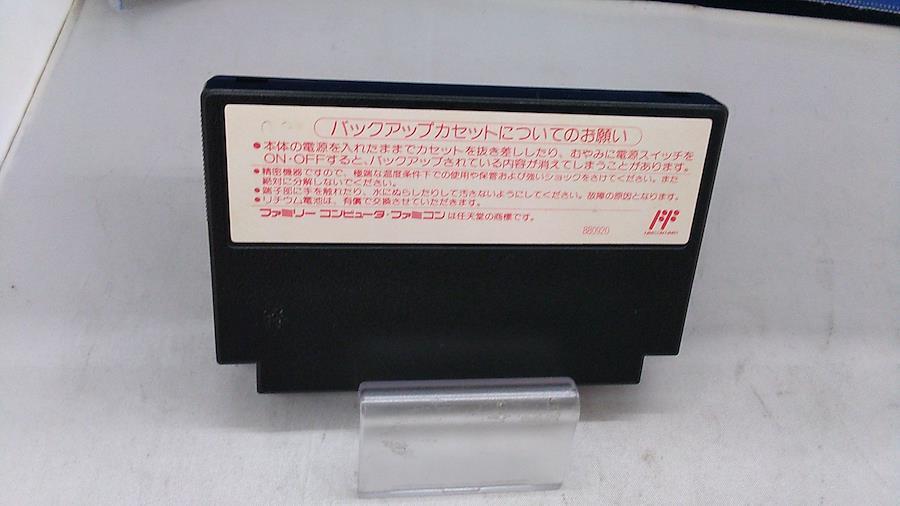 バックアップカセットについてのお願い
●本体の電源を入れたままでカセットを抜き差ししたり、むやみに電源スイッチを
ON・OFFすると、バックアップされている内容が消えてしまうことがあります。
●精密機器ですので、極端な温度条件下での使用や保管および強いショックをさけてください。また
絶対に分解しないでください。
●端子部に手を触れたり、水にぬらしたりして汚さないようにしてください。故障の原因となります。
●リチウム電池は、有償で交換させていただきます。
ファミリーコンピュータ・ファミコンは任天堂の商標です。
880920